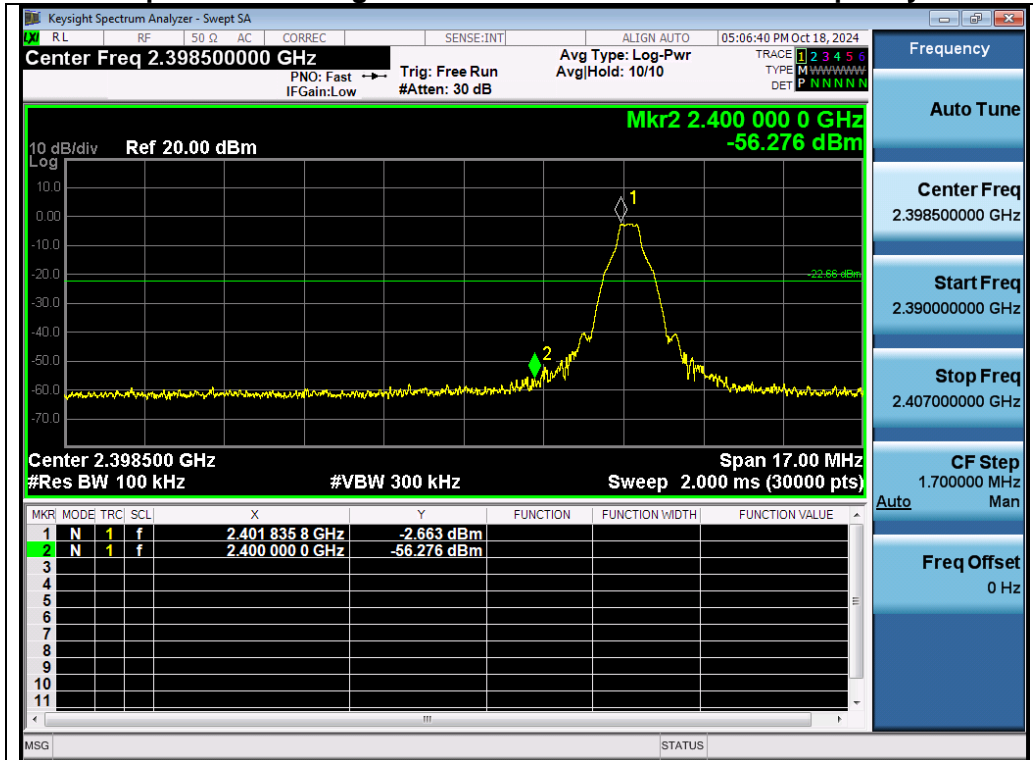 Keysight Spectrum Analyzer - Swept SA
LXI RL RF 50 Ω AC CORREC SENSE:INT ALIGN AUTO 05:06:40 PM Oct 18, 2024
Center Freq 2.398500000 GHz
PNO: Fast
IFGain:Low
Trig: Free Run
#Atten: 30 dB
Avg Type: Log-Pwr
Avg|Hold: 10/10
TRACE 1 2 3 4 5 6
TYPE M WWWWW
DET P N N N N N
Mkr2 2.400 000 0 GHz
-56.276 dBm
10 dB/div Ref 20.00 dBm
Log
10.0
0.00
-10.0
-20.0
-30.0
-40.0
-50.0
-60.0
-70.0
1
-22.66 dBm
2
Center 2.398500 GHz Span 17.00 MHz
#Res BW 100 kHz #VBW 300 kHz Sweep 2.000 ms (30000 pts)
MKR MODE TRC SCL X Y FUNCTION FUNCTION WIDTH FUNCTION VALUE
1 N 1 f 2.401 835 8 GHz -2.663 dBm
2 N 1 f 2.400 000 0 GHz -56.276 dBm
3
4
5
6
7
8
9
10
11
MSG STATUS
Frequency
Auto Tune
Center Freq
2.398500000 GHz
Start Freq
2.390000000 GHz
Stop Freq
2.407000000 GHz
CF Step
1.700000 MHz
Auto Man
Freq Offset
0 Hz